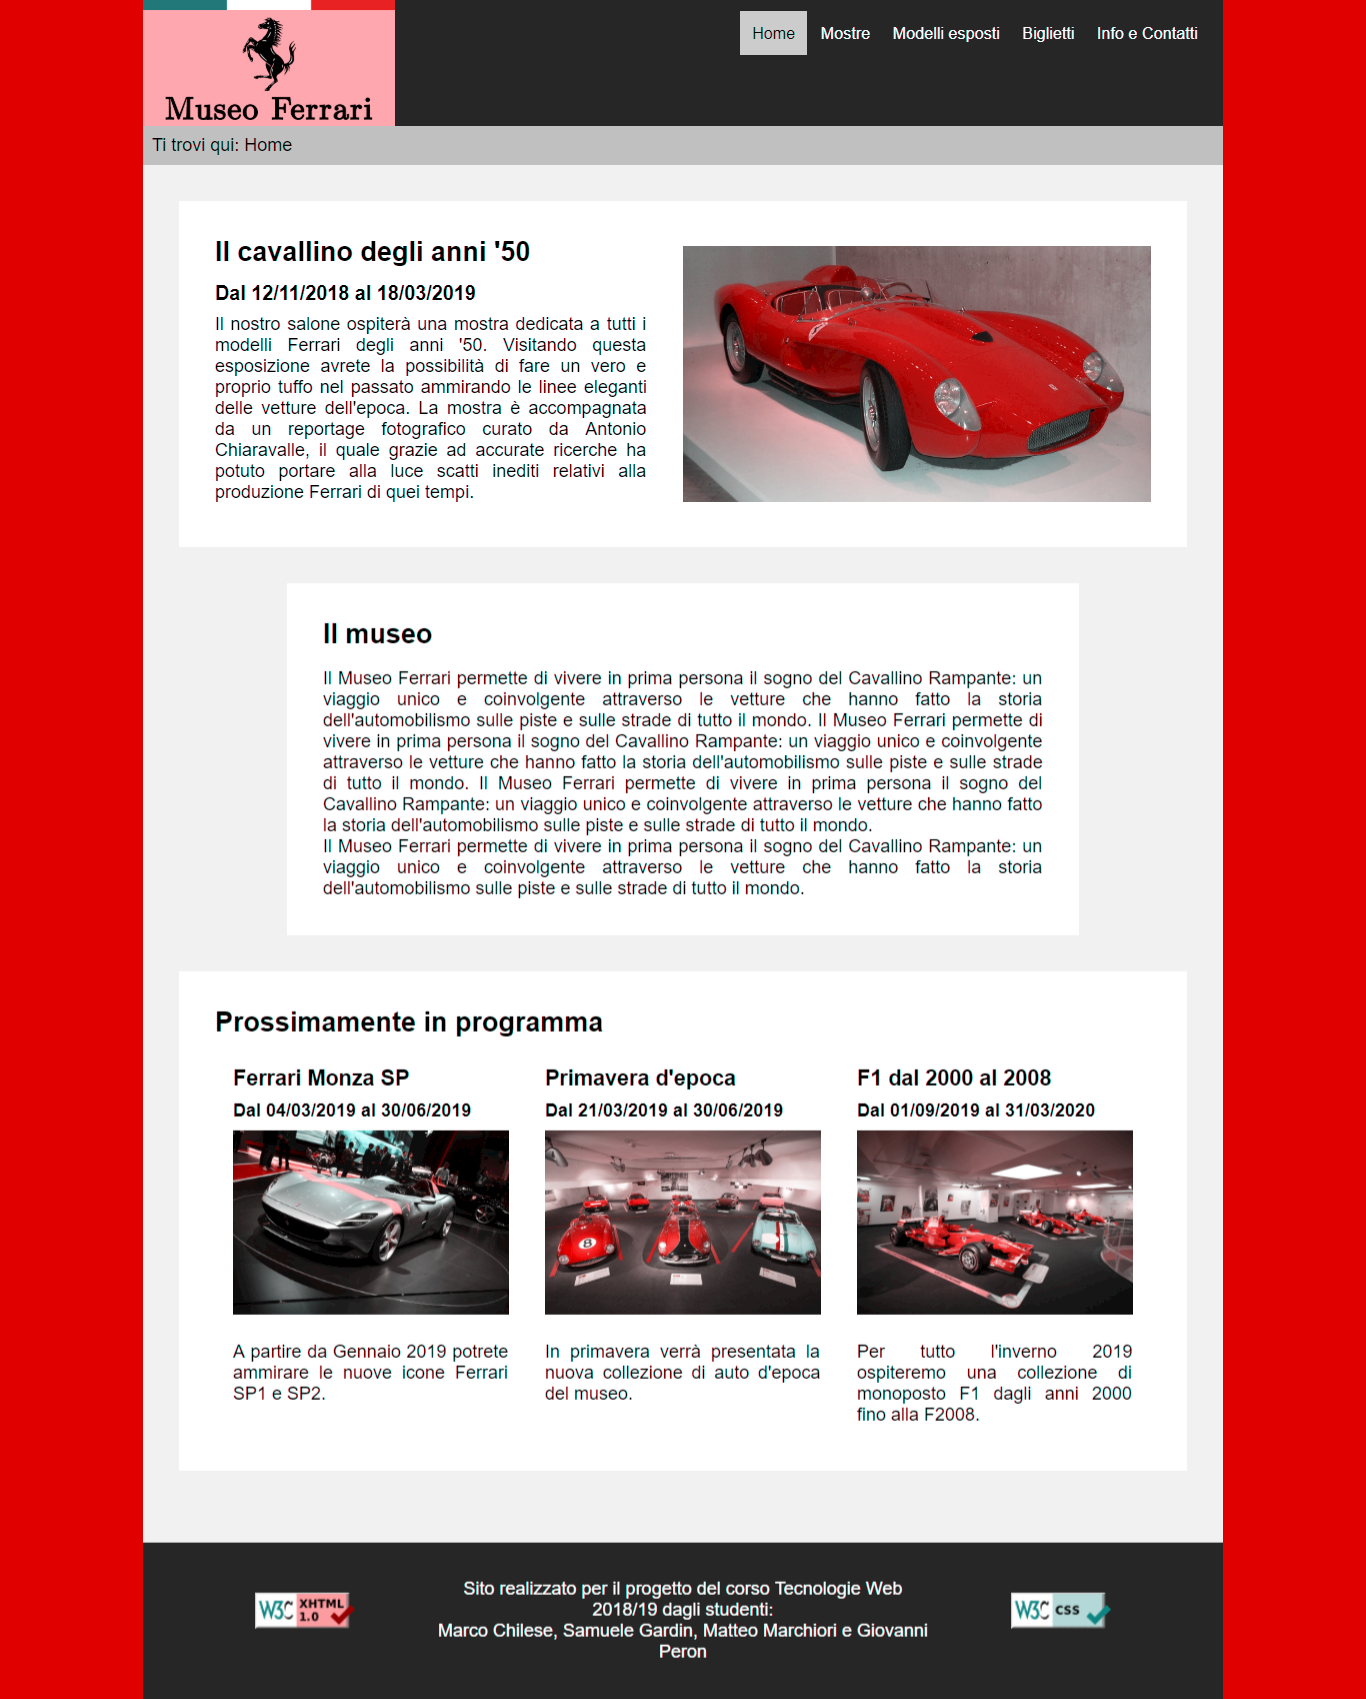 Museo Ferrari
Home Mostre Modelli esposti Biglietti Info e Contatti
Ti trovi qui: Home
Il cavallino degli anni '50
Dal 12/11/2018 al 18/03/2019
Il nostro salone ospiterà una mostra dedicata a tutti i
modelli Ferrari degli anni '50. Visitando questa
esposizione avrete la possibilità di fare un vero e
proprio tuffo nel passato ammirando le linee eleganti
delle vetture dell'epoca. La mostra è accompagnata
da un reportage fotografico curato da Antonio
Chiaravalle, il quale grazie ad accurate ricerche ha
potuto portare alla luce scatti inediti relativi alla
produzione Ferrari di quei tempi.
Il museo
Il Museo Ferrari permette di vivere in prima persona il sogno del Cavallino Rampante: un
viaggio unico e coinvolgente attraverso le vetture che hanno fatto la storia
dell'automobilismo sulle piste e sulle strade di tutto il mondo. Il Museo Ferrari permette di
vivere in prima persona il sogno del Cavallino Rampante: un viaggio unico e coinvolgente
attraverso le vetture che hanno fatto la storia dell'automobilismo sulle piste e sulle strade
di tutto il mondo. Il Museo Ferrari permette di vivere in prima persona il sogno del
Cavallino Rampante: un viaggio unico e coinvolgente attraverso le vetture che hanno fatto
la storia dell'automobilismo sulle piste e sulle strade di tutto il mondo.
Il Museo Ferrari permette di vivere in prima persona il sogno del Cavallino Rampante: un
viaggio unico e coinvolgente attraverso le vetture che hanno fatto la storia
dell'automobilismo sulle piste e sulle strade di tutto il mondo.
Prossimamente in programma
Ferrari Monza SP
Dal 04/03/2019 al 30/06/2019
A partire da Gennaio 2019 potrete
ammirare le nuove icone Ferrari
SP1 e SP2.
Primavera d'epoca
Dal 21/03/2019 al 30/06/2019
8
In primavera verrà presentata la
nuova collezione di auto d'epoca
del museo.
F1 dal 2000 al 2008
Dal 01/09/2019 al 31/03/2020
Per tutto l'inverno 2019
ospiteremo una collezione di
monoposto F1 dagli anni 2000
fino alla F2008.
W3C XHTML
1.0
Sito realizzato per il progetto del corso Tecnologie Web
2018/19 dagli studenti:
Marco Chilese, Samuele Gardin, Matteo Marchiori e Giovanni
Peron
W3C CSS